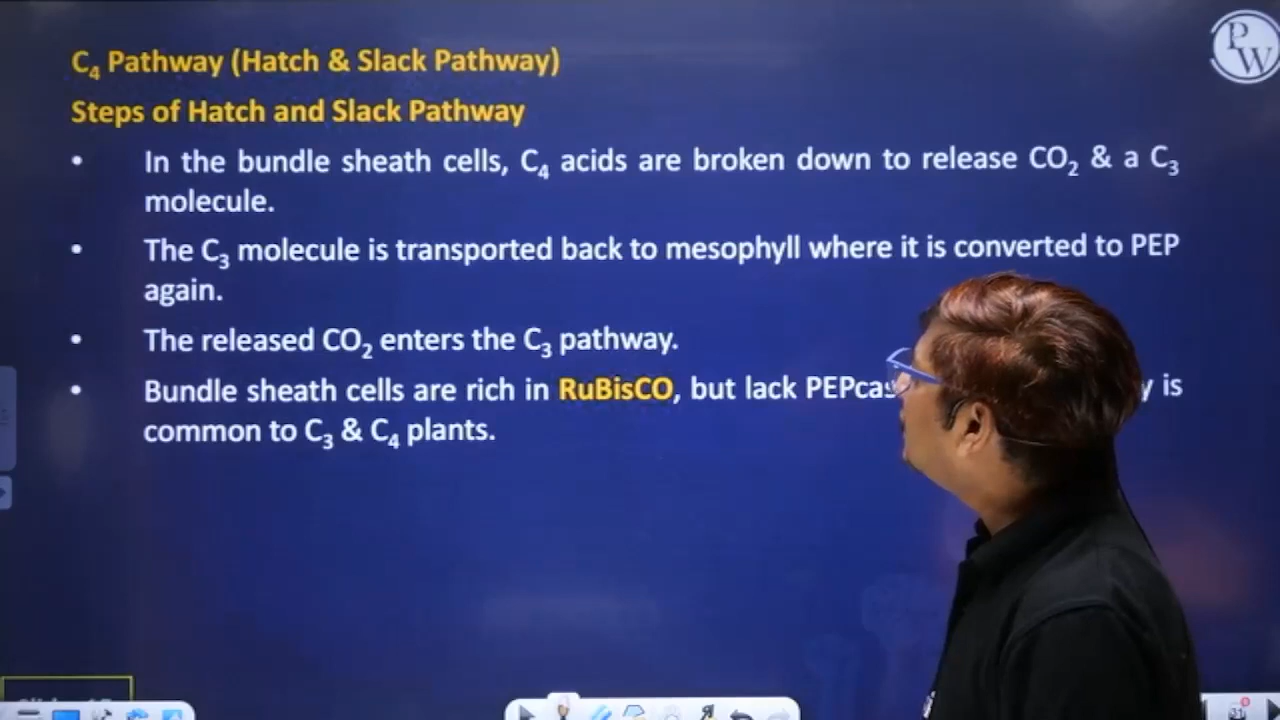 C₄ Pathway (Hatch & Slack Pathway)
Steps of Hatch and Slack Pathway
• In the bundle sheath cells, C₄ acids are broken down to release CO₂ & a C₃
molecule.
• The C₃ molecule is transported back to mesophyll where it is converted to PEP
again.
• The released CO₂ enters the C₃ pathway.
• Bundle sheath cells are rich in RuBisCO, but lack PEPcas y is
common to C₃ & C₄ plants.
PW
31